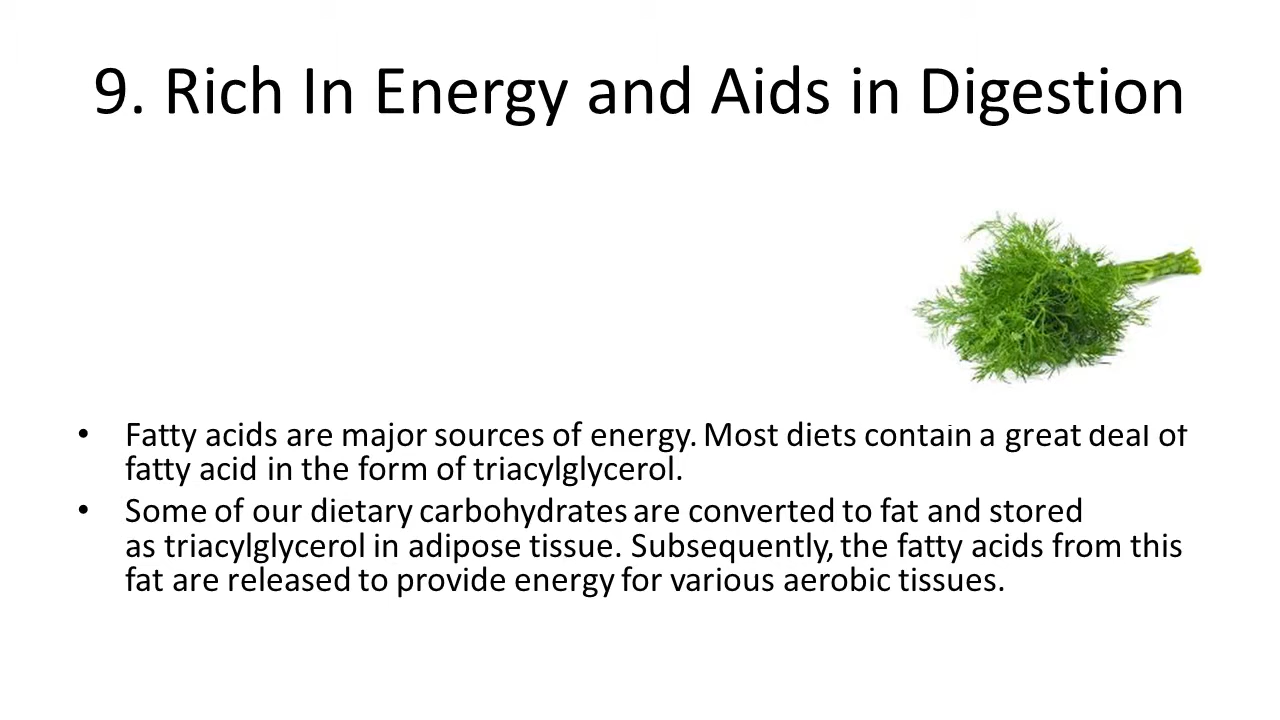 9. Rich In Energy and Aids in Digestion
• Fatty acids are major sources of energy. Most diets contain a great deal of
fatty acid in the form of triacylglycerol.
• Some of our dietary carbohydrates are converted to fat and stored
as triacylglycerol in adipose tissue. Subsequently, the fatty acids from this
fat are released to provide energy for various aerobic tissues.